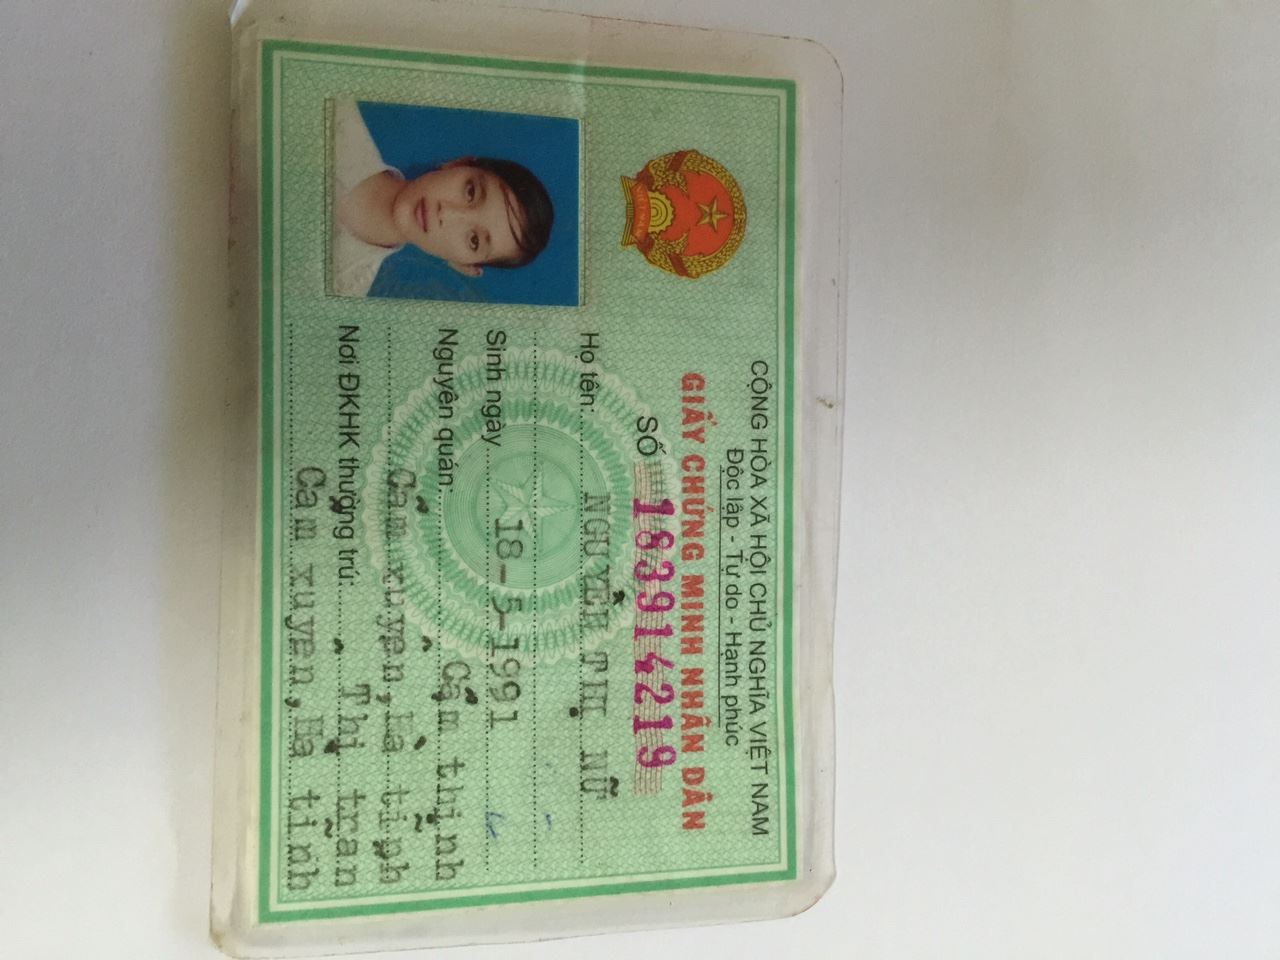 CỘNG HÒA XÃ HỘI CHỦ NGHĨA VIỆT NAM
Độc lập - Tự do - Hạnh phúc
GIẤY CHỨNG MINH NHÂN DÂN
SỐ 183914219
Họ tên: NGUYỄN THỊ NỮ
Sinh ngày 18-5-1991
Nguyên quán: Cẩm thịnh
Cẩm xuyên, Hà tĩnh
Nơi ĐKHK thường trú: Thị trấn
Cẩm xuyên, Hà tĩnh
VIỆT NAM